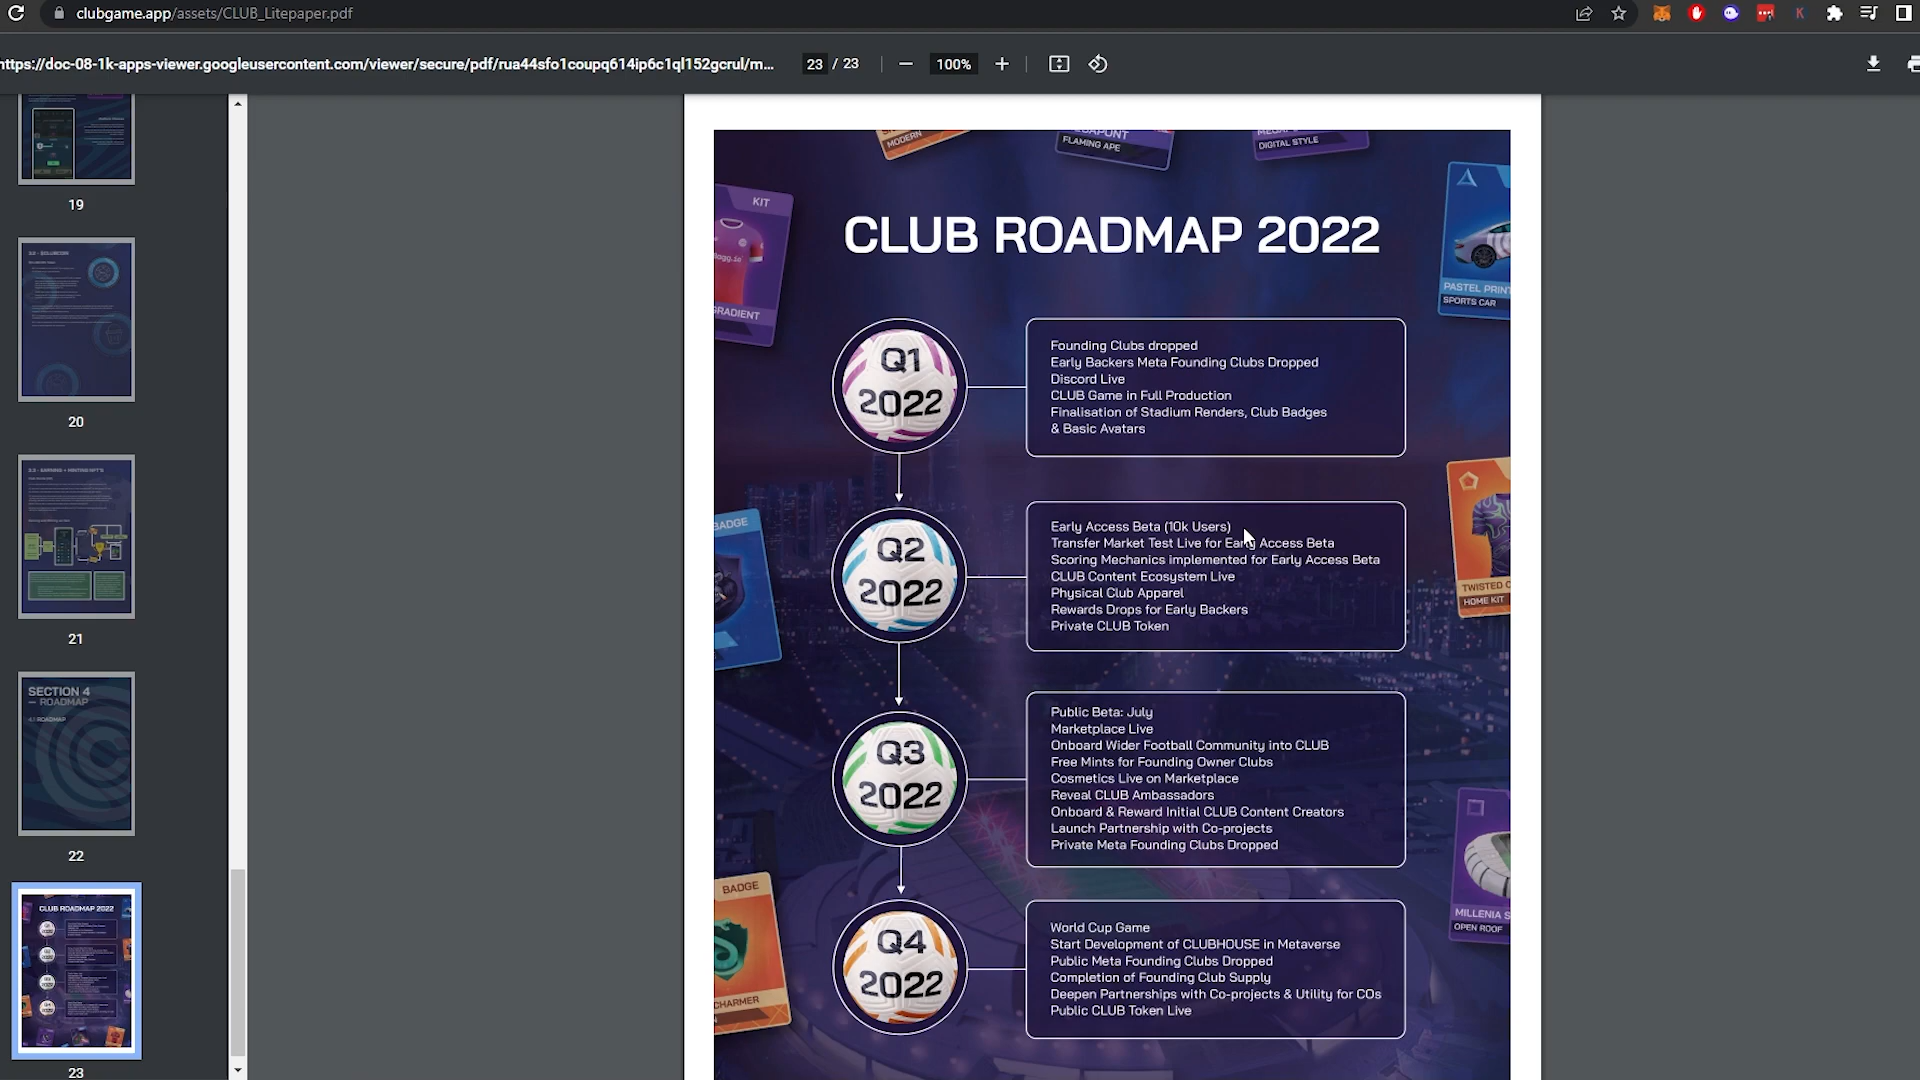 clubgame.app/assets/CLUB_Litepaper.pdf
https://doc-08-1k-apps-viewer.googleusercontent.com/viewer/secure/pdf/rua44sfo1coupq614ip6c1ql152gcrul/m...
23 / 23
100%
19
20
21
SECTION 4
— ROADMAP
4.1 ROADMAP
22
CLUB ROADMAP 2022
23
MODERN
FLAMING APE
DIGITAL STYLE
KIT
GRADIENT
PASTEL PRIN
SPORTS CAR
CLUB ROADMAP 2022
Q1
2022
Founding Clubs dropped
Early Backers Meta Founding Clubs Dropped
Discord Live
CLUB Game in Full Production
Finalisation of Stadium Renders, Club Badges
& Basic Avatars
BADGE
TWISTED
HOME KIT
Q2
2022
Early Access Beta (10k Users)
Transfer Market Test Live for Early Access Beta
Scoring Mechanics implemented for Early Access Beta
CLUB Content Ecosystem Live
Physical Club Apparel
Rewards Drops for Early Backers
Private CLUB Token
Q3
2022
Public Beta: July
Marketplace Live
Onboard Wider Football Community into CLUB
Free Mints for Founding Owner Clubs
Cosmetics Live on Marketplace
Reveal CLUB Ambassadors
Onboard & Reward Initial CLUB Content Creators
Launch Partnership with Co-projects
Private Meta Founding Clubs Dropped
BADGE
CHARMER
MILLENIA S
OPEN ROOF
Q4
2022
World Cup Game
Start Development of CLUBHOUSE in Metaverse
Public Meta Founding Clubs Dropped
Completion of Founding Club Supply
Deepen Partnerships with Co-projects & Utility for COs
Public CLUB Token Live